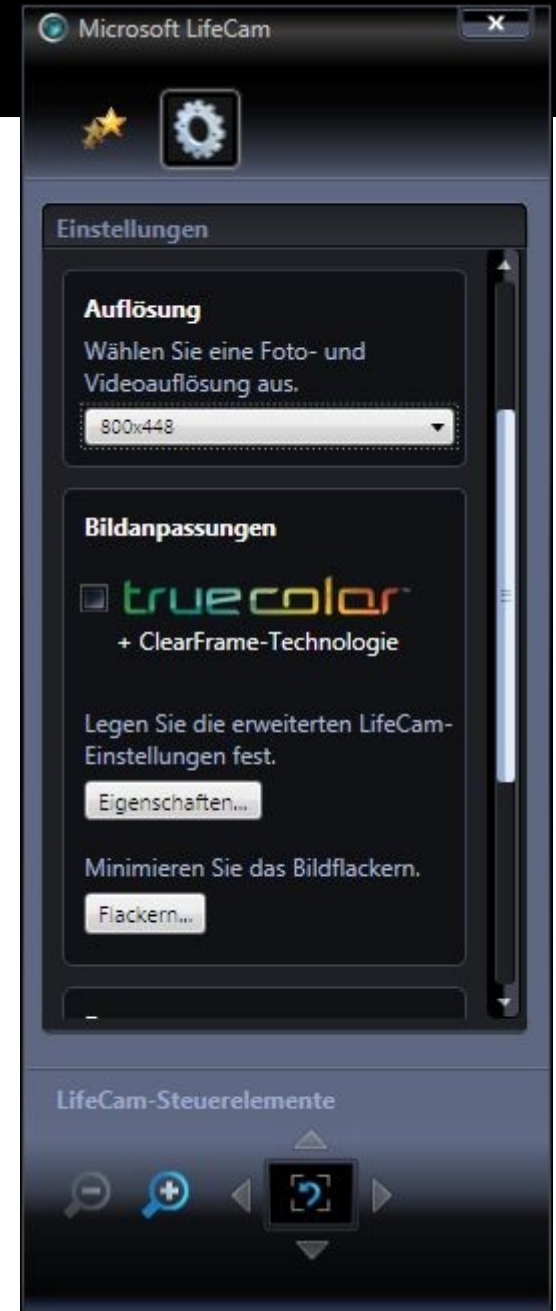 Microsoft LifeCam
Einstellungen
Auflösung
Wählen Sie eine Foto- und
Videoauflösung aus.
800x448
Bildanpassungen
truecolor™
+ ClearFrame-Technologie
Legen Sie die erweiterten LifeCam-
Einstellungen fest.
Eigenschaften...
Minimieren Sie das Bildflackern.
Flackern...
LifeCam-Steuerelemente